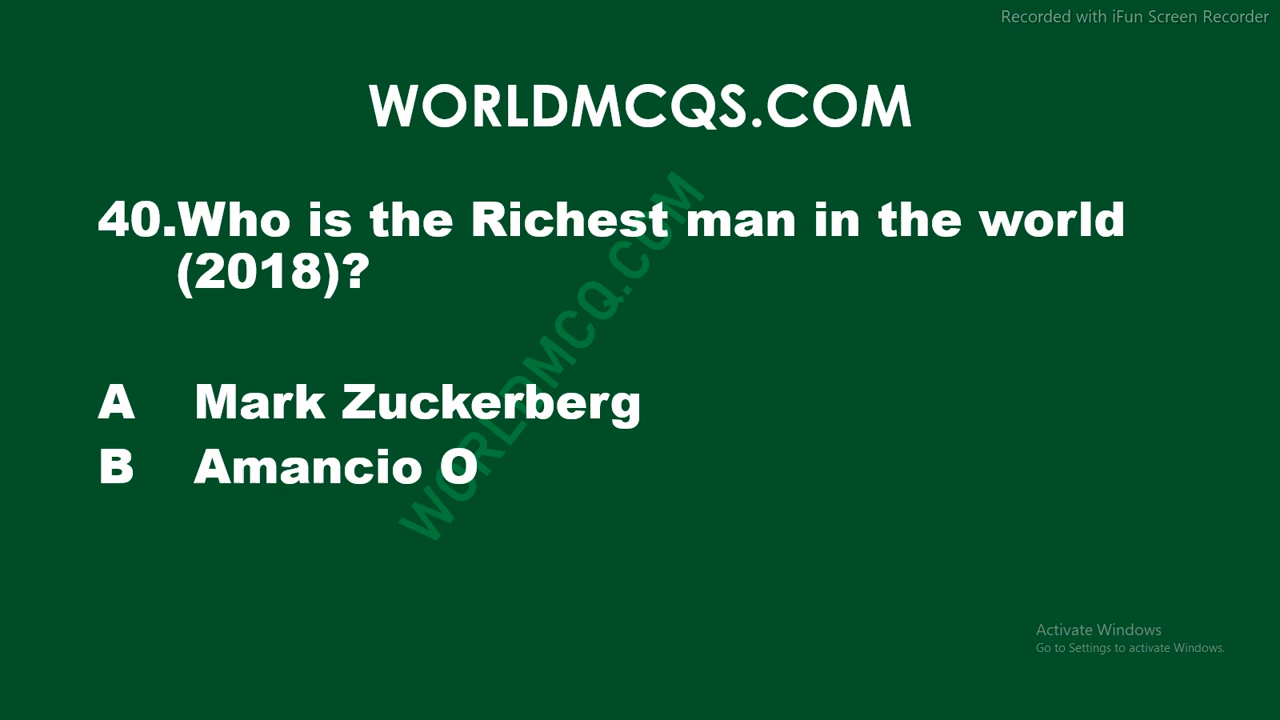 Recorded with iFun Screen Recorder
WORLDMCQS.COM
40.Who is the Richest man in the world
(2018)?
WORLDMCQ.COM
A Mark Zuckerberg
B Amancio O
Activate Windows
Go to Settings to activate Windows.